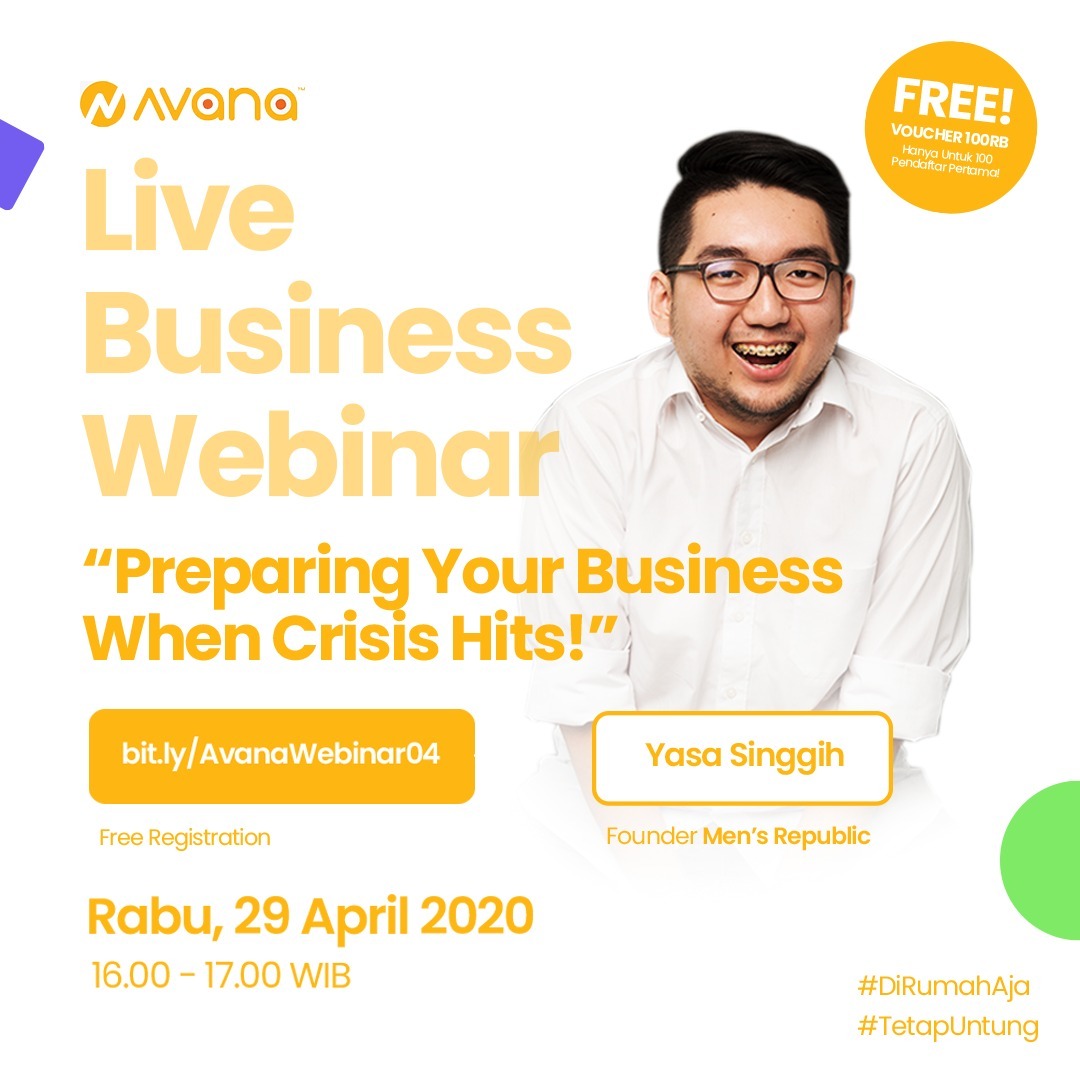 AVANA™
FREE!
VOUCHER 100RB
Hanya Untuk 100
Pendaftar Pertama!
Live
Business
Webinar
“Preparing Your Business
When Crisis Hits!”
bit.ly/AvanaWebinar04
Yasa Singgih
Free Registration
Founder Men’s Republic
Rabu, 29 April 2020
16.00 - 17.00 WIB
#DiRumahAja
#TetapUntung